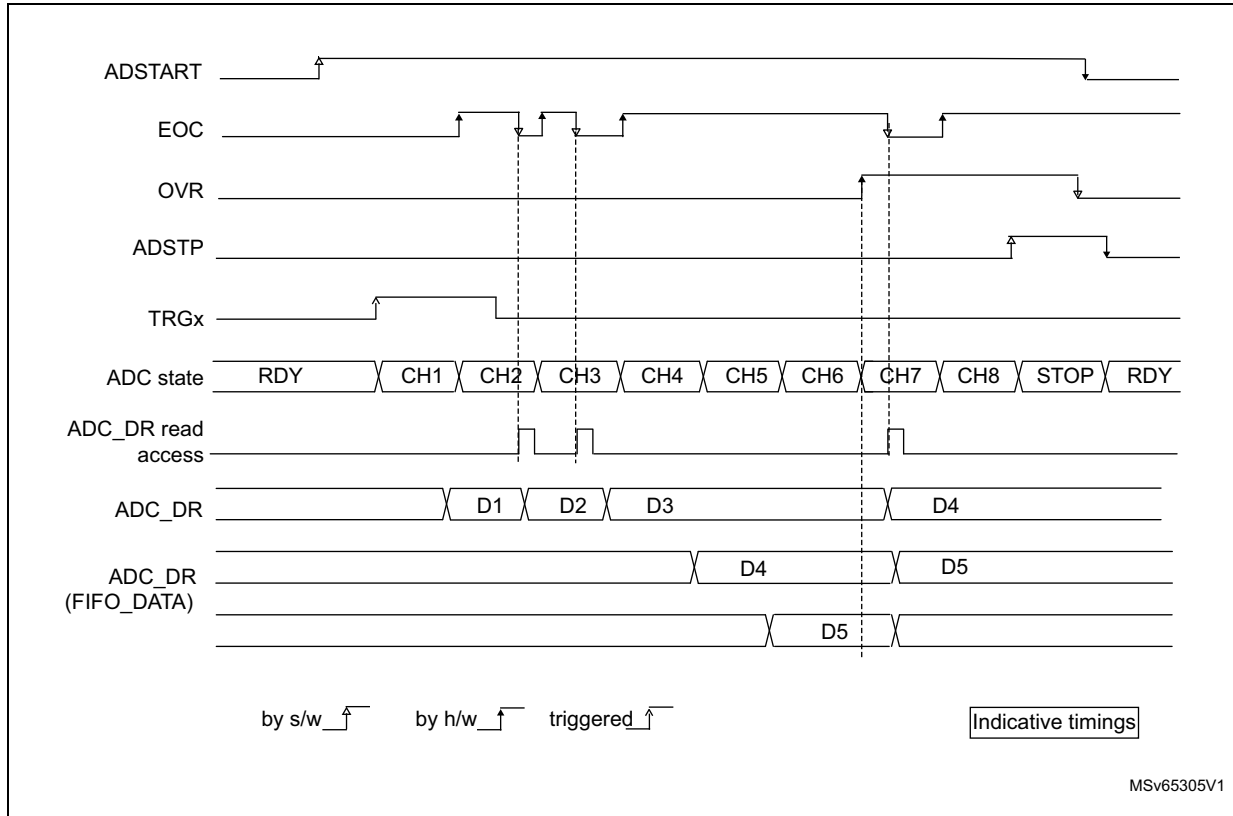 ADSTART
EOC
OVR
ADSTP
TRGx
ADC state RDY CH1 CH2 CH3 CH4 CH5 CH6 CH7 CH8 STOP RDY
ADC_DR read
access
ADC_DR D1 D2 D3 D4
ADC_DR
(FIFO_DATA)
D4 D5
D5
by s/w by h/w triggered Indicative timings
MSv65305V1